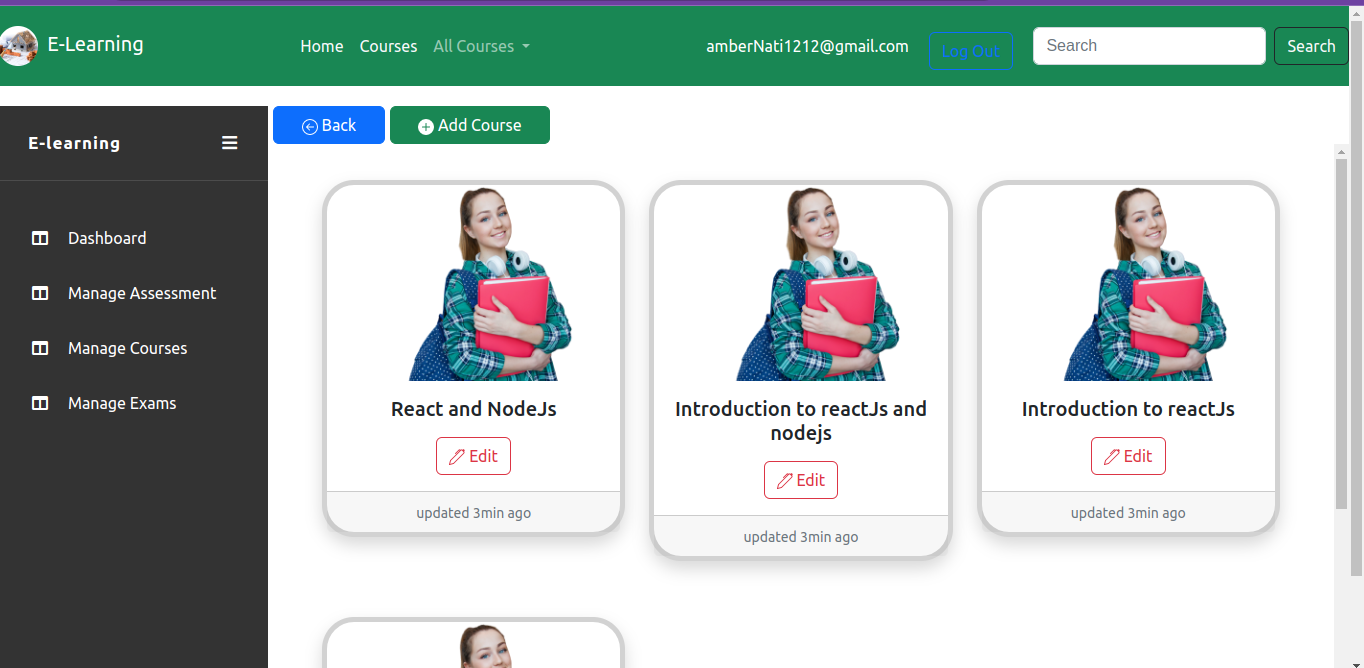 E-Learning
Home Courses All Courses
amberNati1212@gmail.com
Log Out
Search
Search
E-learning
Back
Add Course
Dashboard
Manage Assessment
Manage Courses
Manage Exams
React and NodeJs
Edit
updated 3min ago
Introduction to reactJs and
nodejs
Edit
updated 3min ago
Introduction to reactJs
Edit
updated 3min ago